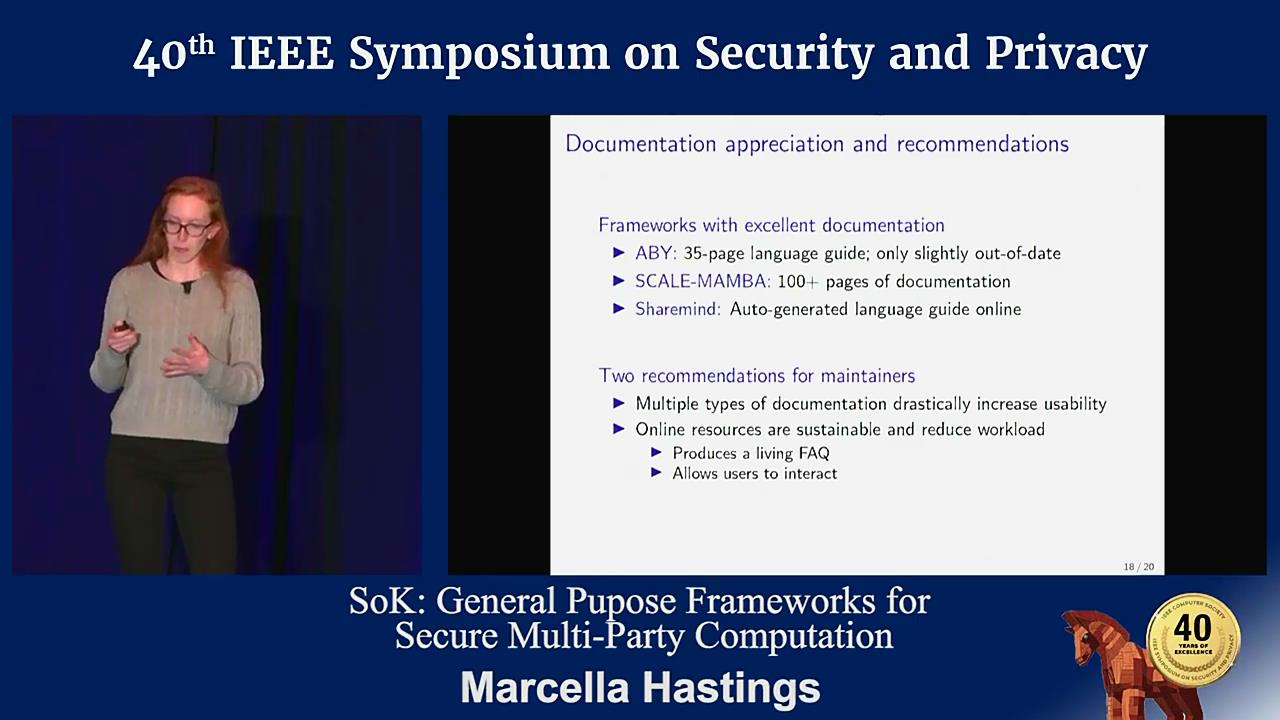 40th IEEE Symposium on Security and Privacy
Documentation appreciation and recommendations
Frameworks with excellent documentation
▶ ABY: 35-page language guide; only slightly out-of-date
▶ SCALE-MAMBA: 100+ pages of documentation
▶ Sharemind: Auto-generated language guide online
Two recommendations for maintainers
▶ Multiple types of documentation drastically increase usability
▶ Online resources are sustainable and reduce workload
▶ Produces a living FAQ
▶ Allows users to interact
18 / 20
SoK: General Pupose Frameworks for
Secure Multi-Party Computation
Marcella Hastings
IEEE COMPUTER SOCIETY
40
YEARS OF
EXCELLENCE
IEEE SYMPOSIUM ON SECURITY AND PRIVACY